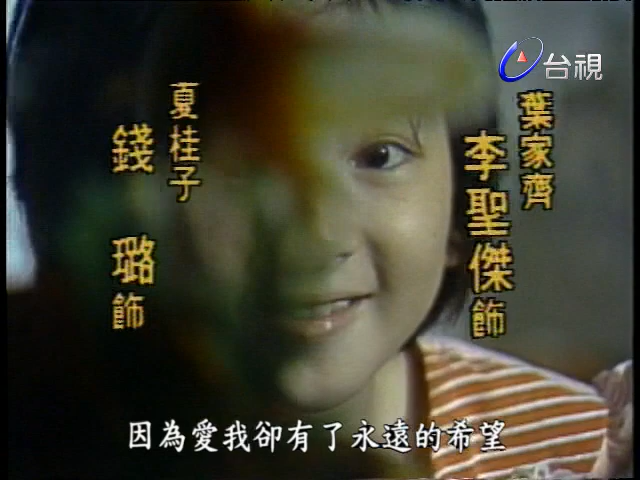 台視
葉家齊
李聖傑飾
夏桂子
錢璐飾
因為愛我卻有了永遠的希望